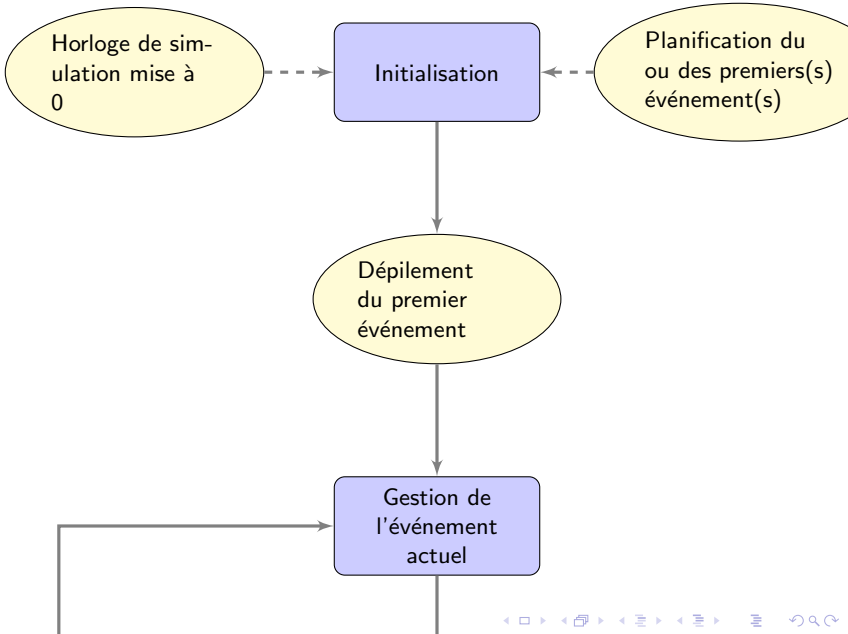 Horloge de sim-
ulation mise à
0
Initialisation
Planification du
ou des premiers(s)
événement(s)
Dépilement
du premier
événement
Gestion de
l'événement
actuel